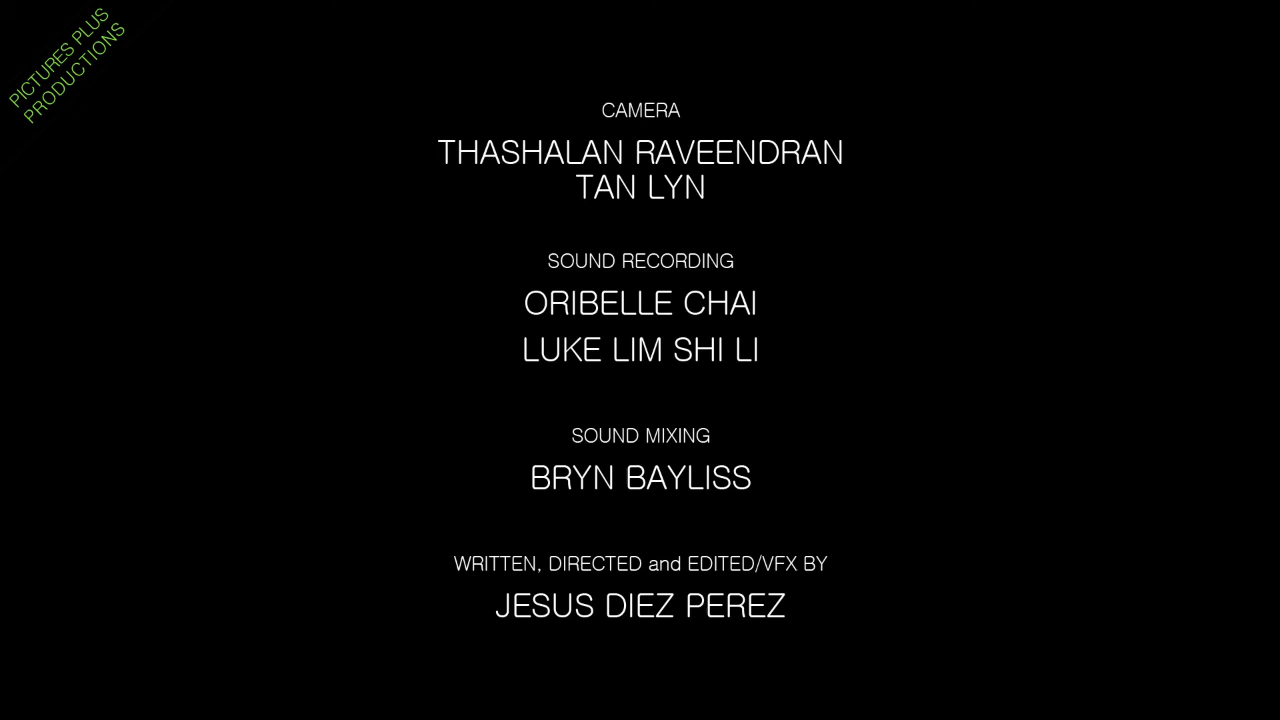 PICTURES PLUS
PRODUCTIONS
CAMERA
THASHALAN RAVEENDRAN
TAN LYN
SOUND RECORDING
ORIBELLE CHAI
LUKE LIM SHI LI
SOUND MIXING
BRYN BAYLISS
WRITTEN, DIRECTED and EDITED/VFX BY
JESUS DIEZ PEREZ